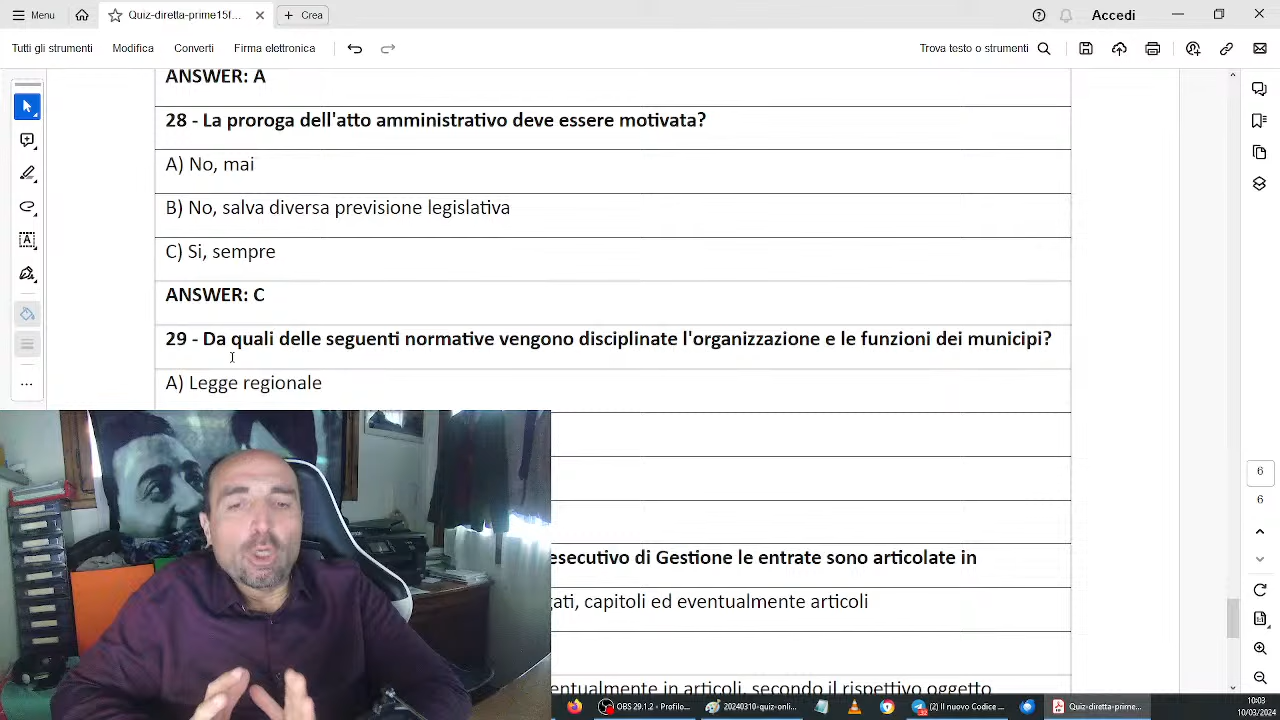 Menu
Quiz-diretta-prime15f...
Crea
Accedi
Tutti gli strumenti
Modifica
Converti
Firma elettronica
Trova testo o strumenti
ANSWER: A
28 - La proroga dell'atto amministrativo deve essere motivata?
A) No, mai
B) No, salva diversa previsione legislativa
C) Si, sempre
ANSWER: C
29 - Da quali delle seguenti normative vengono disciplinate l'organizzazione e le funzioni dei municipi?
A) Legge regionale
esecutivo di Gestione le entrate sono articolate in
gati, capitoli ed eventualmente articoli
entualmente in articoli, secondo il rispettivo oggetto
6
6
OBS 29.1.2 - Profilo...
20240310-quiz-onli...
(2) Il nuovo Codice ...
Quiz-diretta-prime...
10:03
10/03/2024